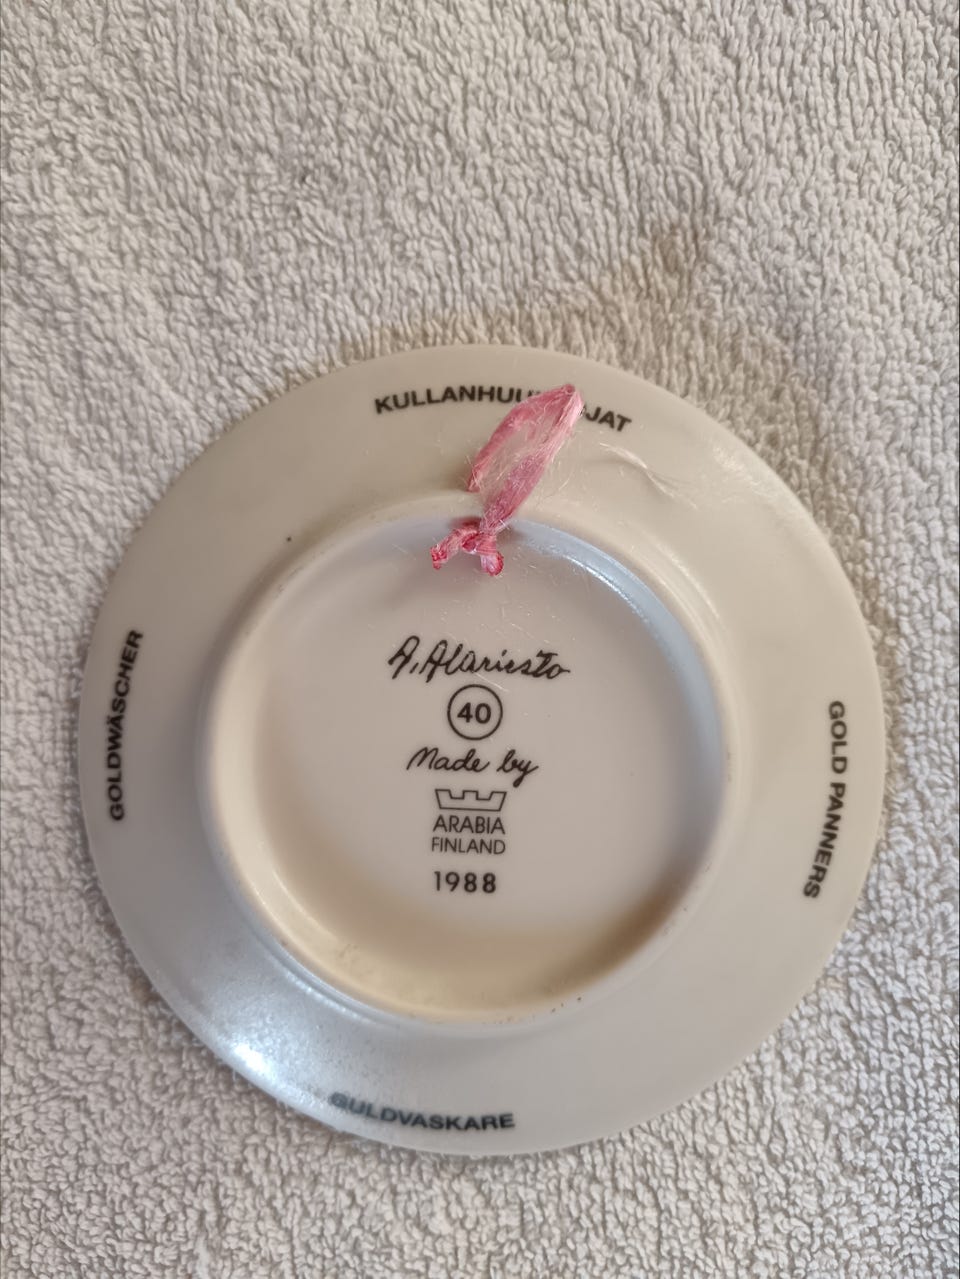 A. Alariesto
40
Made by
ARABIA
FINLAND
1988
GOLD PANNERS
GULDVASKARE
GOLDWÄSCHER